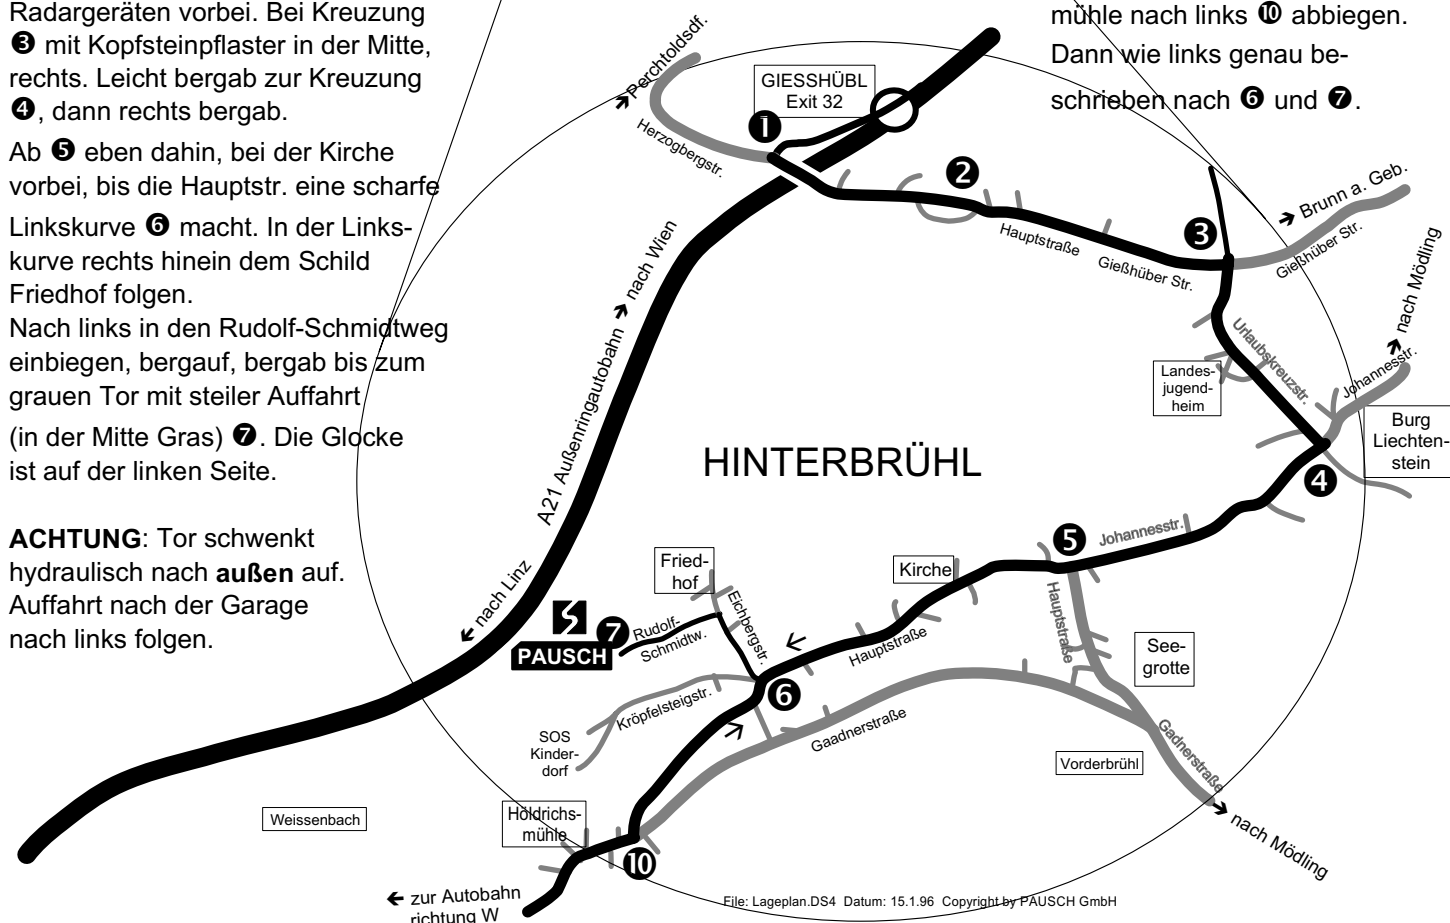 Radargeräten vorbei. Bei Kreuzung
❸ mit Kopfsteinpflaster in der Mitte,
rechts. Leicht bergab zur Kreuzung
❹, dann rechts bergab.
Ab ❺ eben dahin, bei der Kirche
vorbei, bis die Hauptstr. eine scharfe
Linkskurve ❻ macht. In der Links-
kurve rechts hinein dem Schild
Friedhof folgen.
Nach links in den Rudolf-Schmidtweg
einbiegen, bergauf, bergab bis zum
grauen Tor mit steiler Auffahrt
(in der Mitte Gras) ❼. Die Glocke
ist auf der linken Seite.
ACHTUNG: Tor schwenkt
hydraulisch nach außen auf.
Auffahrt nach der Garage
nach links folgen.
mühle nach links ❿ abbiegen.
Dann wie links genau be-
schrieben nach ❻ und ❼.
➔ Perchtoldsdf.
GIESSHÜBL
Exit 32
❶
Herzogbergstr.
❷
Hauptstraße
Gießhüber Str.
❸
➔ Brunn a. Geb.
Gießhüber Str.
➔ nach Mödling
Johannesstr.
Urlaubskreuzstr.
Landes-
jugend-
heim
Burg
Liechten-
stein
❹
A21 Außenringautobahn ➔ nach Wien
HINTERBRÜHL
❺
Johannesstr.
Hauptstraße
Kirche
Fried-
hof
← nach Linz
PAUSCH
❼
Rudolf-
Schmidtw.
Eichbergstr.
Hauptstraße
See-
grotte
❻
Kröpfelsteigstr.
SOS
Kinder-
dorf
Gaadnerstraße
Vorderbrühl
Gadnerstraße
➔ nach Mödling
Weissenbach
Höldrichs-
mühle
❿
← zur Autobahn
richtung W
File: Lageplan.DS4 Datum: 15.1.96 Copyright by PAUSCH GmbH